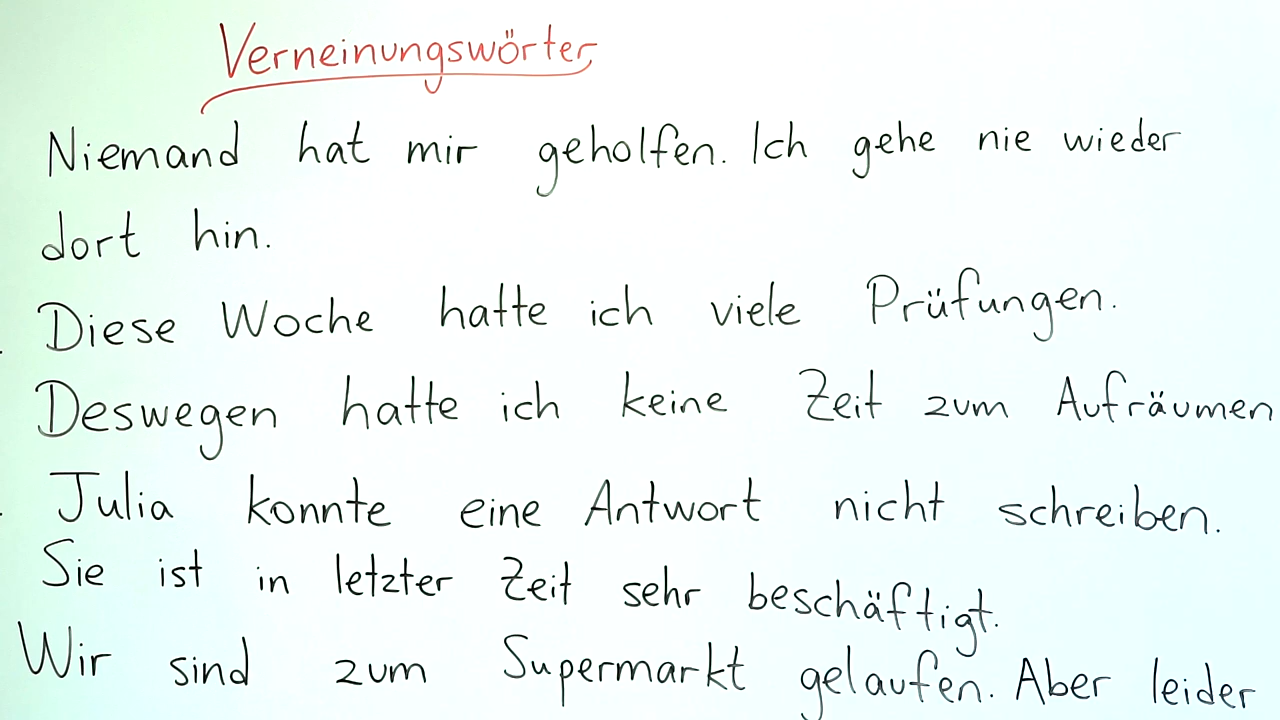 Verneinungswörter
Niemand hat mir geholfen. Ich gehe nie wieder
dort hin.
Diese Woche hatte ich viele Prüfungen.
Deswegen hatte ich keine Zeit zum Aufräumen
Julia konnte eine Antwort nicht schreiben.
Sie ist in letzter Zeit sehr beschäftigt.
Wir sind zum Supermarkt gelaufen. Aber leider